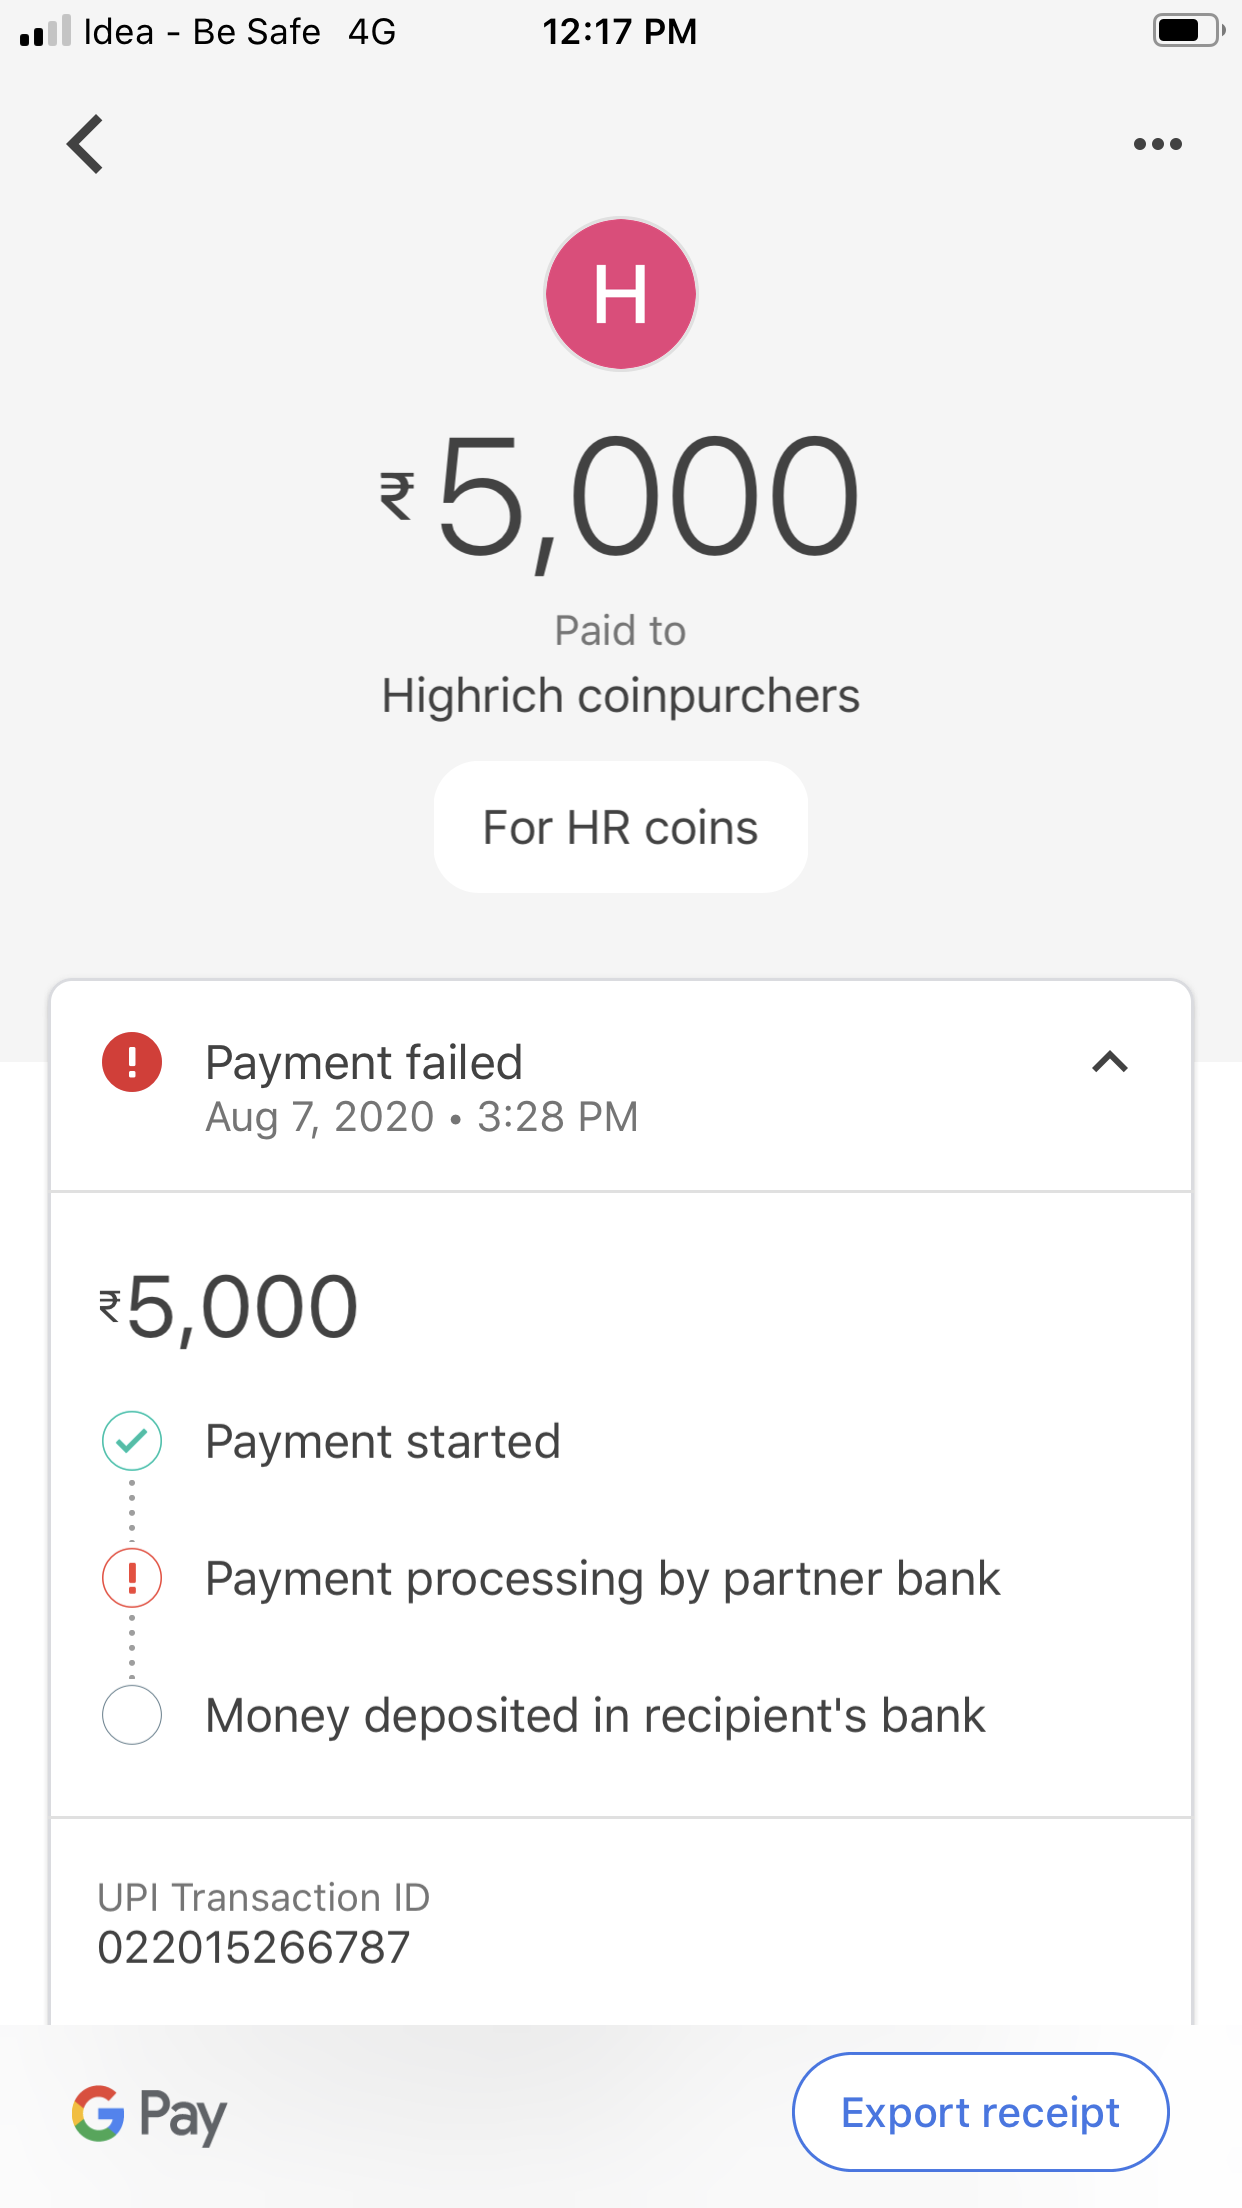 Idea - Be Safe 4G 12:17 PM
H
₹5,000
Paid to
Highrich coinpurchers
For HR coins
Payment failed
Aug 7, 2020 • 3:28 PM
₹5,000
Payment started
Payment processing by partner bank
Money deposited in recipient's bank
UPI Transaction ID
022015266787
G Pay Export receipt